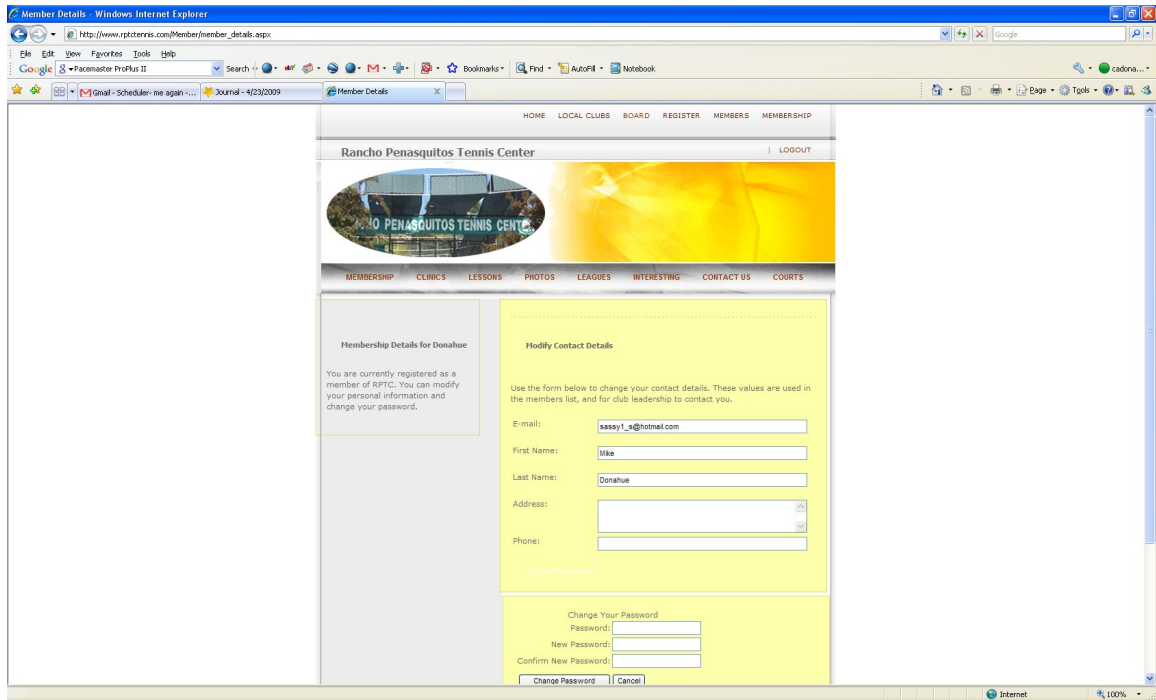 Member Details - Windows Internet Explorer
http://www.rptctennis.com/Member/member_details.aspx
Google
File Edit View Favorites Tools Help
Google Pacemaster ProPlus II Search Bookmarks Find AutoFill Notebook cadona...
Gmail - Scheduler- me again -... Journal - 4/23/2009 Member Details X Page Tools
HOME LOCAL CLUBS BOARD REGISTER MEMBERS MEMBERSHIP
Rancho Penasquitos Tennis Center | LOGOUT
PENASQUITOS TENNIS
MEMBERSHIP CLINICS LESSONS PHOTOS LEAGUES INTERESTING CONTACT US COURTS
Membership Details for Donahue
You are currently registered as a
member of RPTC. You can modify
your personal information and
change your password.
Modify Contact Details
Use the form below to change your contact details. These values are used in
the members list, and for club leadership to contact you.
E-mail: sassy1_s@hotmail.com
First Name: Mike
Last Name: Donahue
Address:
Phone:
Change Your Password
Password:
New Password:
Confirm New Password:
Change Password Cancel
Internet 100%